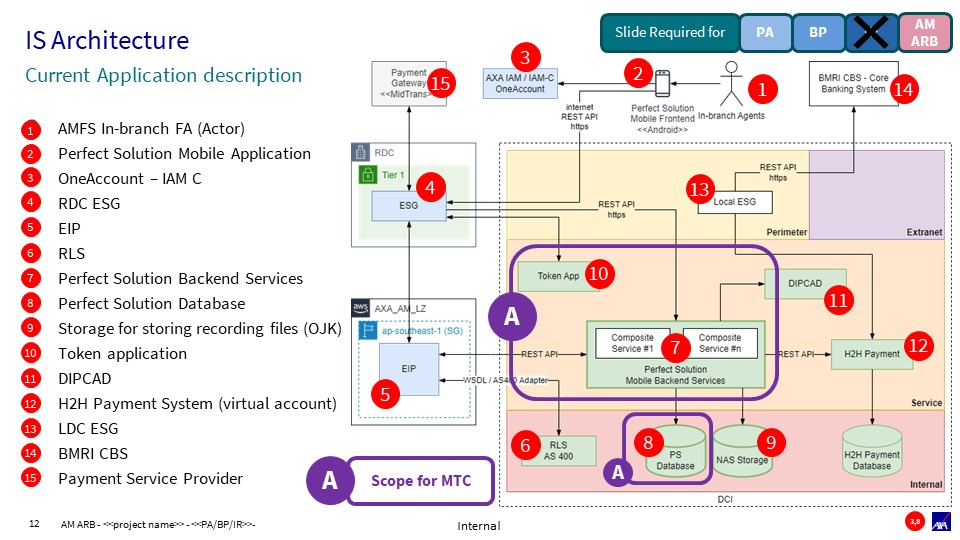 IS Architecture
Current Application description
Slide Required for
PA
BP
AM
ARB
1 AMFS In-branch FA (Actor)
2 Perfect Solution Mobile Application
3 OneAccount – IAM C
4 RDC ESG
5 EIP
6 RLS
7 Perfect Solution Backend Services
8 Perfect Solution Database
9 Storage for storing recording files (OJK)
10 Token application
11 DIPCAD
12 H2H Payment System (virtual account)
13 LDC ESG
14 BMRI CBS
15 Payment Service Provider
Payment
Gateway
<<MidTrans>
15
3
AXA IAM / IAM-C
OneAccount
2
Perfect Solution
Mobile Frontend
<<Android>>
1
In-branch Agents
BMRI CBS - Core
Banking System
14
internet
REST API
https
RDC
Tier 1
4
ESG
REST API
https
REST API
https
13
Local ESG
Perimeter
Extranet
aws
AXA_AM_LZ
ap-southeast-1 (SG)
EIP
5
A
Token App
10
DIPCAD
11
Composite
Service #1
7
Composite
Service #n
Perfect Solution
Mobile Backend Services
REST API
REST API
H2H Payment
12
WSDL / AS400 Adapter
Service
6
RLS
AS 400
8
PS
Database
A
9
NAS Storage
H2H Payment
Database
Internal
DCI
A
Scope for MTC
12
AM ARB - <<project name>> - <<PA/BP/IR>>-
Internal
3,8
AXA